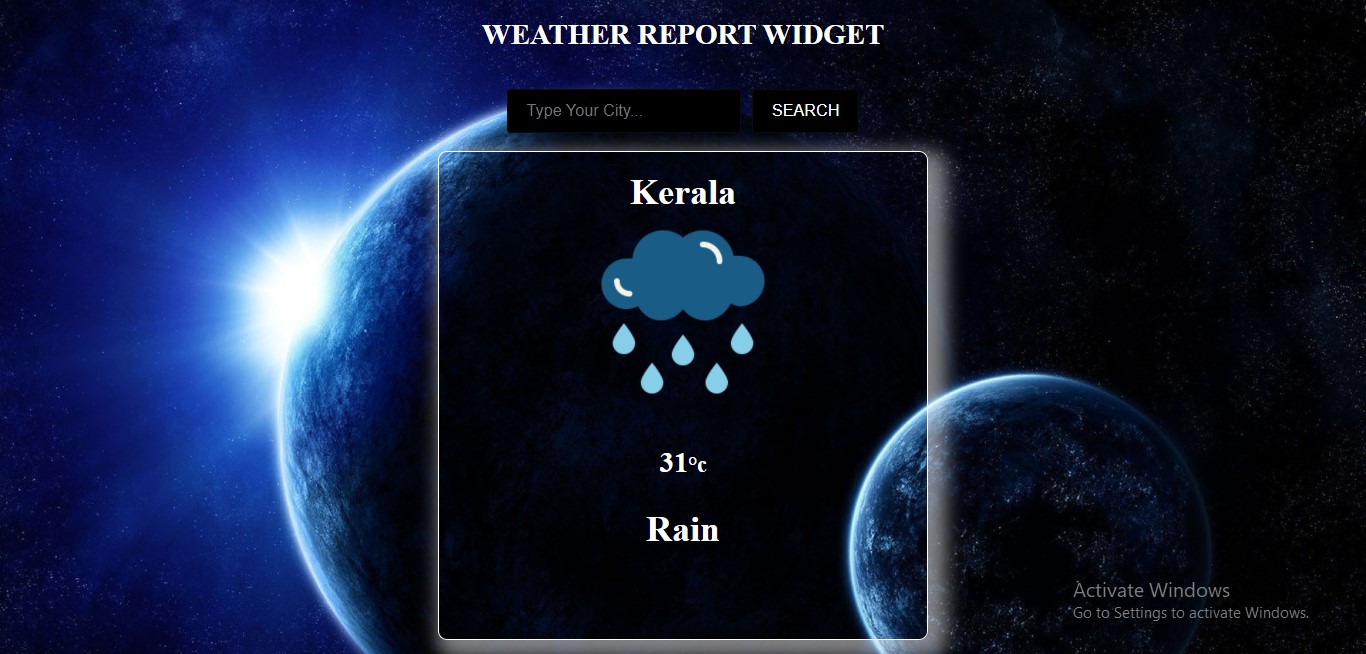 WEATHER REPORT WIDGET
Type Your City...
SEARCH
Kerala
31°c
Rain
Activate Windows
Go to Settings to activate Windows.